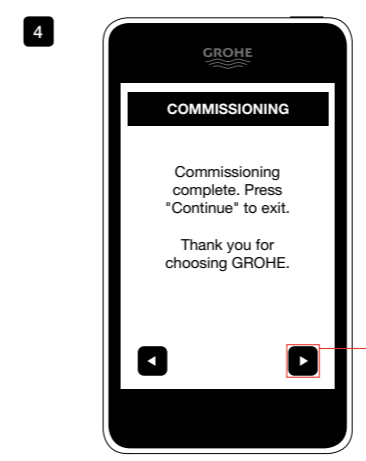 4
GROHE
COMMISSIONING
Commissioning
complete. Press
"Continue" to exit.
Thank you for
choosing GROHE.